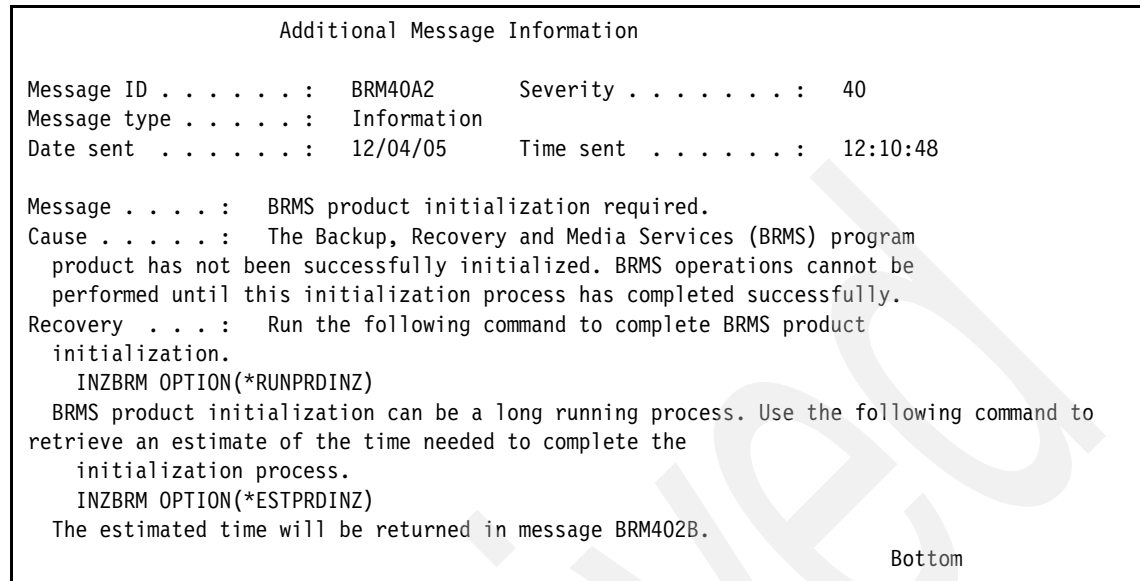 Additional Message Information
Message ID . . . . . . : BRM40A2 Severity . . . . . . . . : 40
Message type . . . . . : Information
Date sent . . . . . . : 12/04/05 Time sent . . . . . . : 12:10:48
Message . . . . : BRMS product initialization required.
Cause . . . . . : The Backup, Recovery and Media Services (BRMS) program
product has not been successfully initialized. BRMS operations cannot be
performed until this initialization process has completed successfully.
Recovery . . . : Run the following command to complete BRMS product
initialization.
INZBRM OPTION(*RUNPRDINZ)
BRMS product initialization can be a long running process. Use the following command to
retrieve an estimate of the time needed to complete the
initialization process.
INZBRM OPTION(*ESTPRDINZ)
The estimated time will be returned in message BRM402B.
Bottom